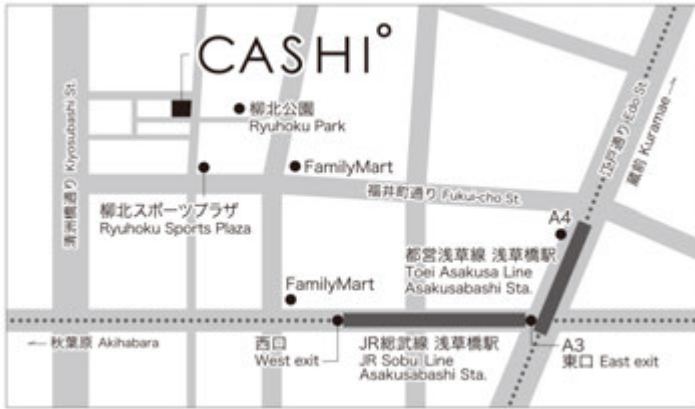 CASHI°
柳北公園
Ryuhoku Park
清洲橋通り Kiyosubashi St.
江戸通り Edo St.
蔵前 Kuramae →
FamilyMart
福井町通り Fukui-cho St.
柳北スポーツプラザ
Ryuhoku Sports Plaza
A4
都営浅草線 浅草橋駅
Toei Asakusa Line
Asakusabashi Sta.
FamilyMart
← 秋葉原 Akihabara
西口
West exit
JR総武線 浅草橋駅
JR Sobu Line
Asakusabashi Sta.
A3
東口 East exit